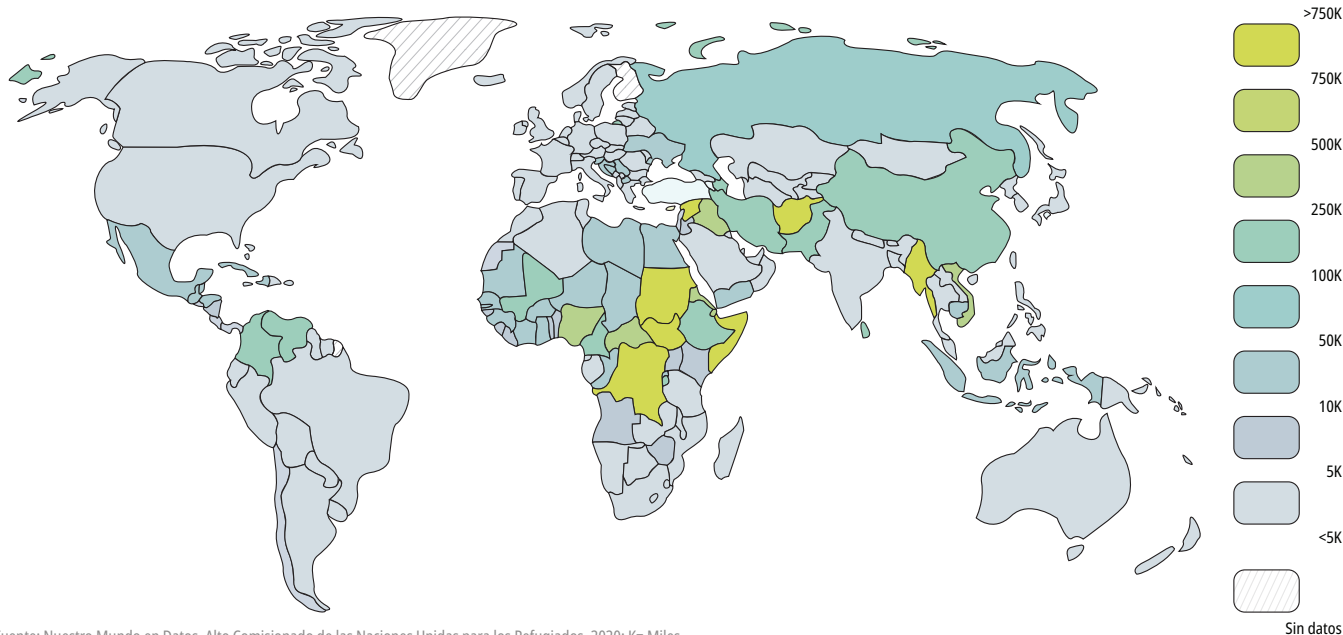 >750K
750K
500K
250K
100K
50K
10K
5K
<5K
Sin datos
Nuestro Mundo en Datos, Alto Comisionado de las Naciones Unidas para los Refugiados, 2020; K= Miles